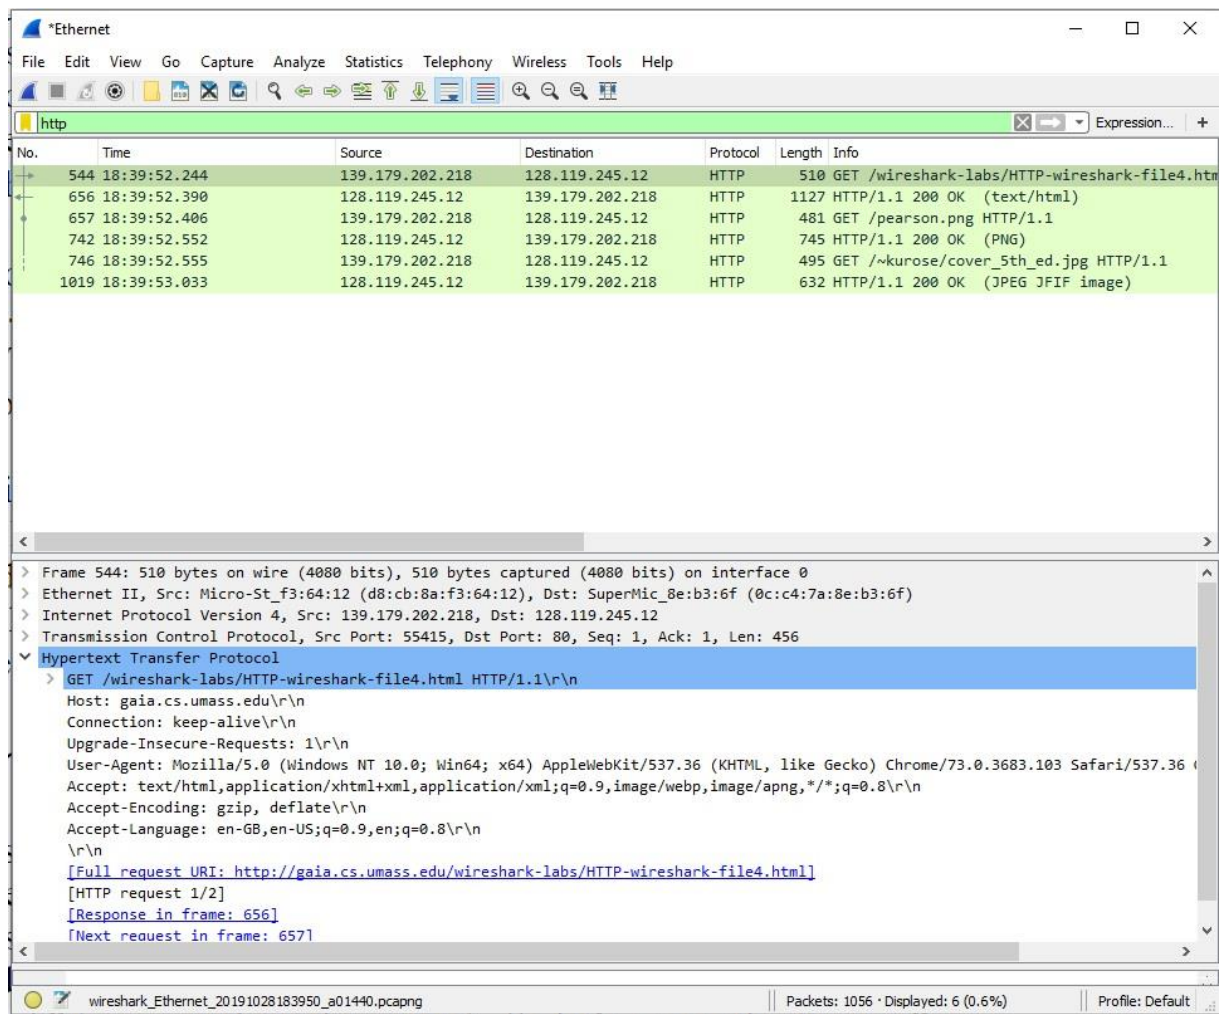 *Ethernet
File Edit View Go Capture Analyze Statistics Telephony Wireless Tools Help
http Expression... +
No. Time Source Destination Protocol Length Info
544 18:39:52.244 139.179.202.218 128.119.245.12 HTTP 510 GET /wireshark-labs/HTTP-wireshark-file4.htm
656 18:39:52.390 128.119.245.12 139.179.202.218 HTTP 1127 HTTP/1.1 200 OK (text/html)
657 18:39:52.406 139.179.202.218 128.119.245.12 HTTP 481 GET /pearson.png HTTP/1.1
742 18:39:52.552 128.119.245.12 139.179.202.218 HTTP 745 HTTP/1.1 200 OK (PNG)
746 18:39:52.555 139.179.202.218 128.119.245.12 HTTP 495 GET /~kurose/cover_5th_ed.jpg HTTP/1.1
1019 18:39:53.033 128.119.245.12 139.179.202.218 HTTP 632 HTTP/1.1 200 OK (JPEG JFIF image)
Frame 544: 510 bytes on wire (4080 bits), 510 bytes captured (4080 bits) on interface 0
Ethernet II, Src: Micro-St_f3:64:12 (d8:cb:8a:f3:64:12), Dst: SuperMic_8e:b3:6f (0c:c4:7a:8e:b3:6f)
Internet Protocol Version 4, Src: 139.179.202.218, Dst: 128.119.245.12
Transmission Control Protocol, Src Port: 55415, Dst Port: 80, Seq: 1, Ack: 1, Len: 456
Hypertext Transfer Protocol
GET /wireshark-labs/HTTP-wireshark-file4.html HTTP/1.1\r\n
Host: gaia.cs.umass.edu\r\n
Connection: keep-alive\r\n
Upgrade-Insecure-Requests: 1\r\n
User-Agent: Mozilla/5.0 (Windows NT 10.0; Win64; x64) AppleWebKit/537.36 (KHTML, like Gecko) Chrome/73.0.3683.103 Safari/537.36
Accept: text/html,application/xhtml+xml,application/xml;q=0.9,image/webp,image/apng,*/*;q=0.8\r\n
Accept-Encoding: gzip, deflate\r\n
Accept-Language: en-GB,en-US;q=0.9,en;q=0.8\r\n
\r\n
[Full request URI: http://gaia.cs.umass.edu/wireshark-labs/HTTP-wireshark-file4.html]
[HTTP request 1/2]
[Response in frame: 656]
[Next request in frame: 657]
wireshark_Ethernet_20191028183950_a01440.pcapng Packets: 1056 · Displayed: 6 (0.6%) Profile: Default